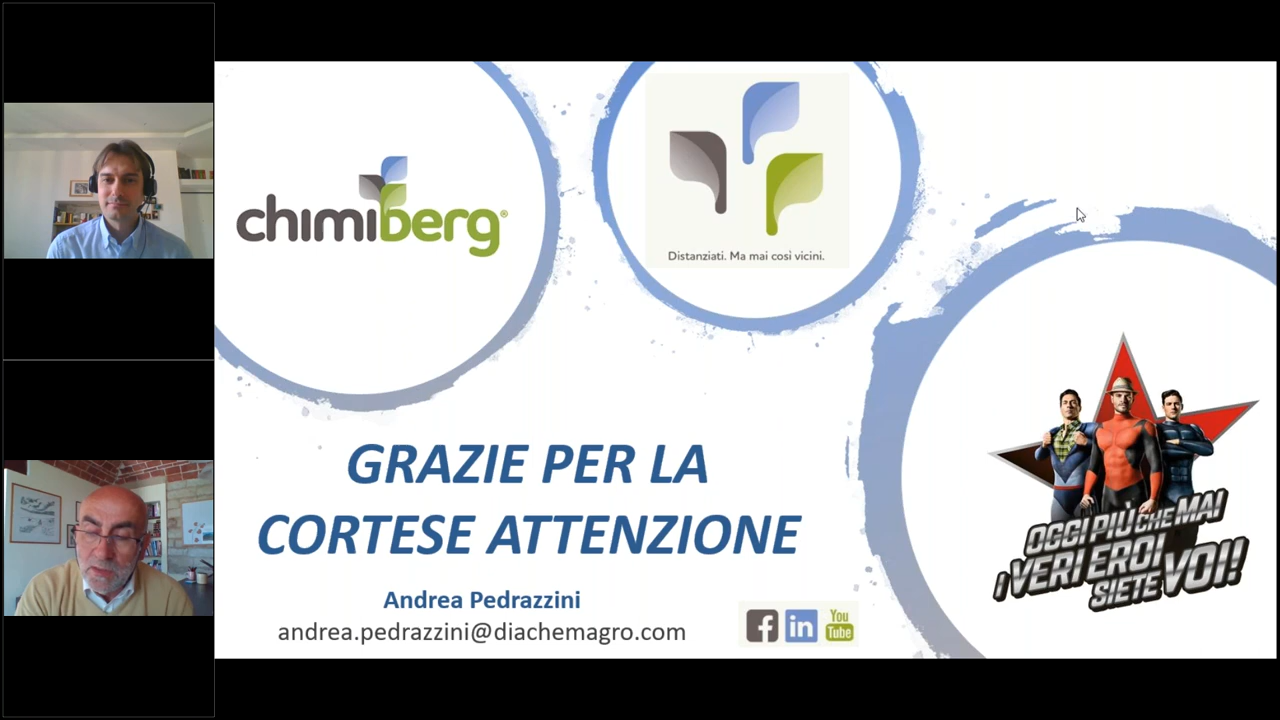 chimiberg®
Distanziati. Ma mai così vicini.
OGGI PIÙ CHE MAI
I VERI EROI
SIETE VOI!
GRAZIE PER LA
CORTESE ATTENZIONE
Andrea Pedrazzini
andrea.pedrazzini@diachemagro.com
f in You Tube